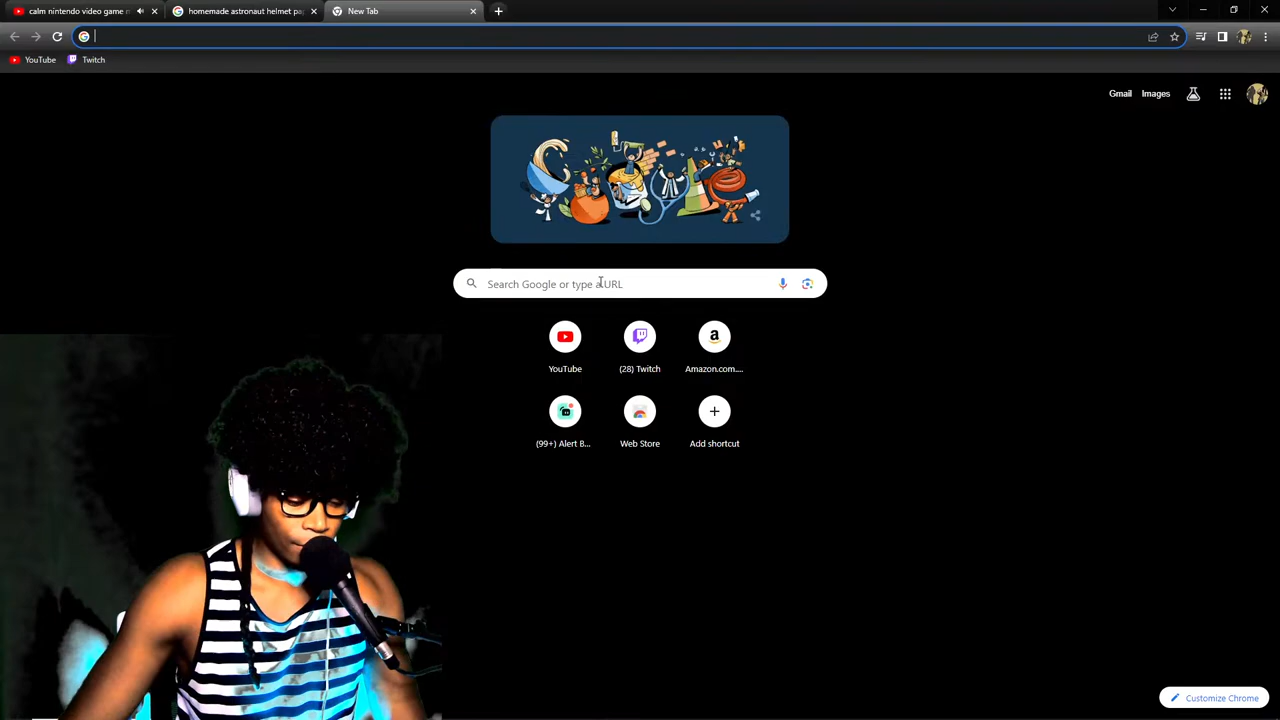 calm nintendo video game m
homemade astronaut helmet pa
New Tab
YouTube
Twitch
Gmail
Images
Search Google or type a URL
YouTube
(28) Twitch
Amazon.com....
(99+) Alert B...
Web Store
Add shortcut
Customize Chrome